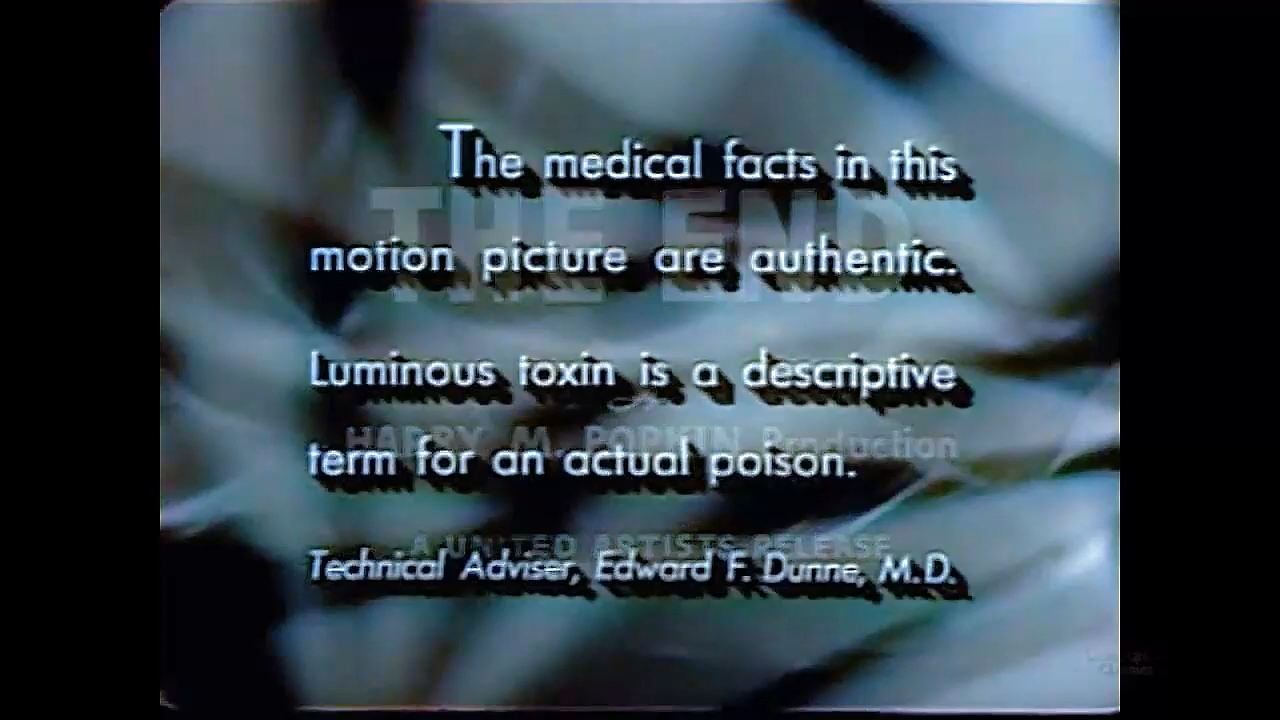 The medical facts in this
THE END
motion picture are authentic.
Luminous toxin is a descriptive
HARRY M. POPKIN Production
term for an actual poison.
A UNITED ARTISTS RELEASE
Technical Adviser, Edward F. Dunne, M.D.